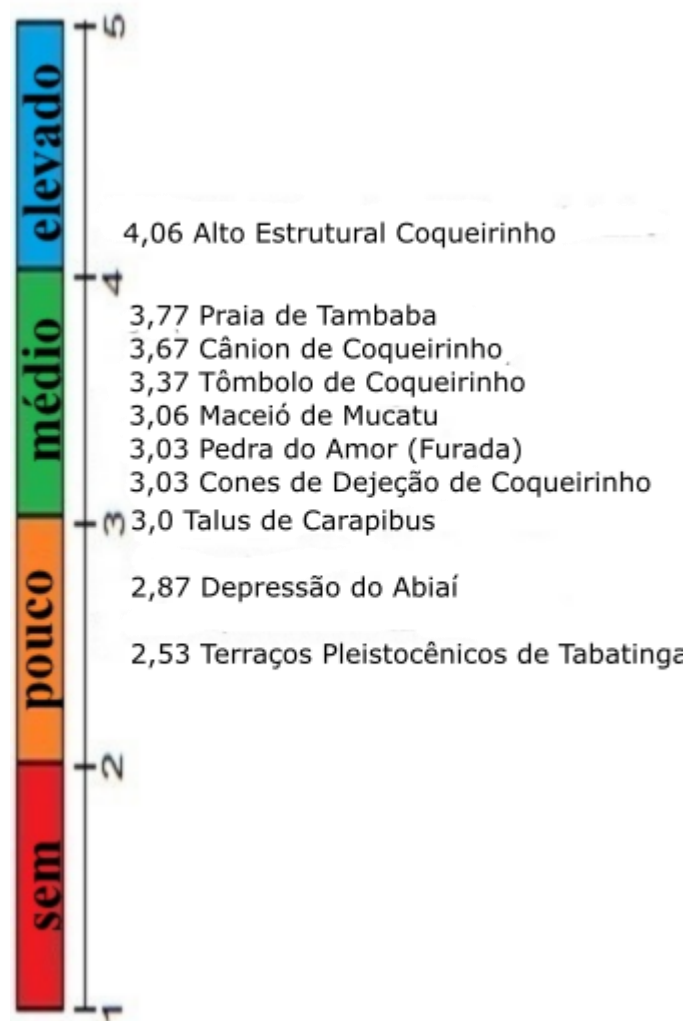 5
elevado
4,06 Alto Estrutural Coqueirinho
4
3,77 Praia de Tambaba
3,67 Cânion de Coqueirinho
médio
3,37 Tômbolo de Coqueirinho
3,06 Maceió de Mucatu
3,03 Pedra do Amor (Furada)
3,03 Cones de Dejeção de Coqueirinho
3
3,0 Talus de Carapibus
2,87 Depressão do Abiaí
pouco
2,53 Terraços Pleistocênicos de Tabatinga
2
sem
1